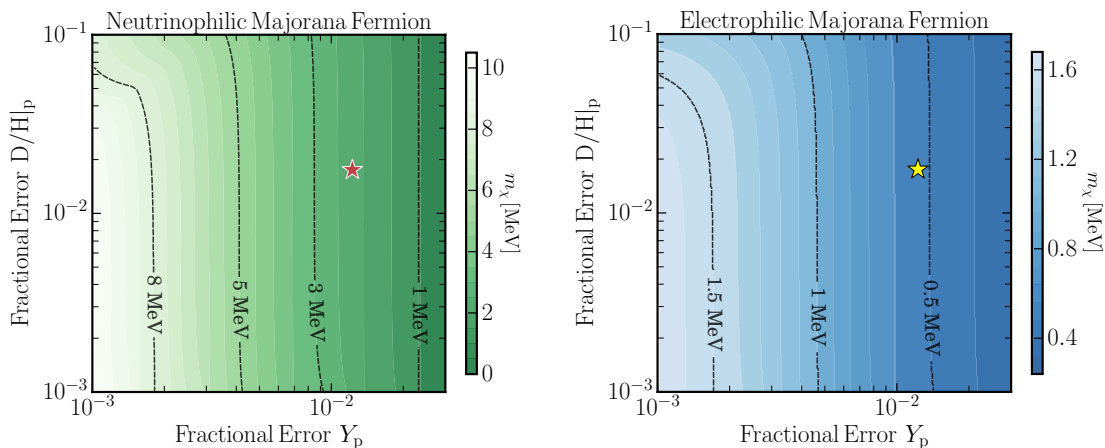 Neutrinophilic Majorana Fermion
10⁻¹
10⁻²
10⁻³
Fractional Error D/H|ₚ
8 MeV
5 MeV
3 MeV
1 MeV
10⁻³
10⁻²
Fractional Error Yₚ
10
8
6
4
2
0
mᵪ [MeV]
Electrophilic Majorana Fermion
10⁻¹
10⁻²
10⁻³
Fractional Error D/H|ₚ
1.5 MeV
1 MeV
0.5 MeV
10⁻³
10⁻²
Fractional Error Yₚ
1.6
1.2
0.8
0.4
mᵪ [MeV]